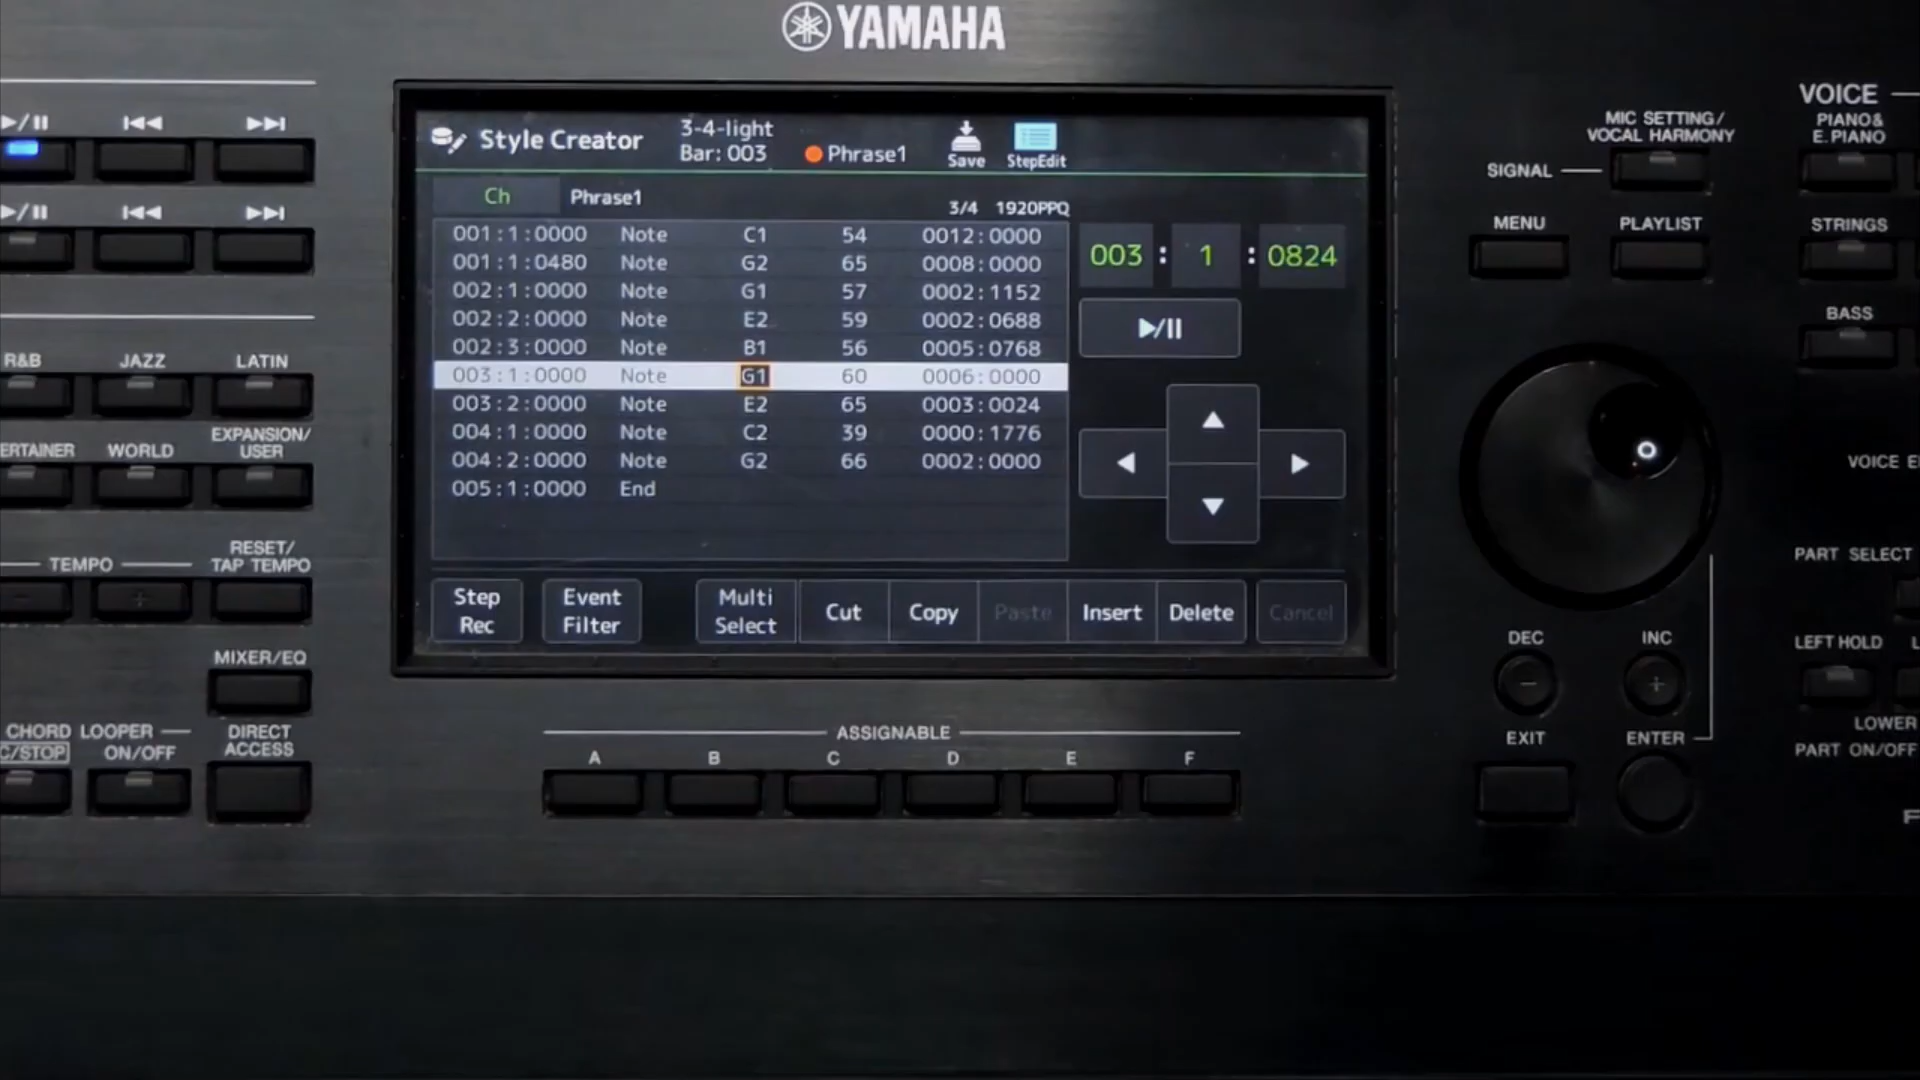 YAMAHA
Style Creator
3-4-light
Bar: 003
Phrase1
Save
StepEdit
Ch
Phrase1
3/4 1920PPQ
001:1:0000 Note C1 54 0012:0000
001:1:0480 Note G2 65 0008:0000
002:1:0000 Note G1 57 0002:1152
002:2:0000 Note E2 59 0002:0688
002:3:0000 Note B1 56 0005:0768
003:1:0000 Note G1 60 0006:0000
003:2:0000 Note E2 65 0003:0024
004:1:0000 Note C2 39 0000:1776
004:2:0000 Note G2 66 0002:0000
005:1:0000 End
003 : 1 : 0824
Step Rec
Event Filter
Multi Select
Cut
Copy
Paste
Insert
Delete
Cancel
R&B
JAZZ
LATIN
ERTAINER
WORLD
EXPANSION/
USER
TEMPO
RESET/
TAP TEMPO
MIXER/EQ
CHORD LOOPER
C/STOP
ON/OFF
DIRECT
ACCESS
ASSIGNABLE
A B C D E F
MIC SETTING/
VOCAL HARMONY
SIGNAL
MENU
PLAYLIST
DEC
INC
EXIT
ENTER
VOICE
PIANO&
E. PIANO
STRINGS
BASS
VOICE E
PART SELECT
LEFT HOLD
LOWER
PART ON/OFF